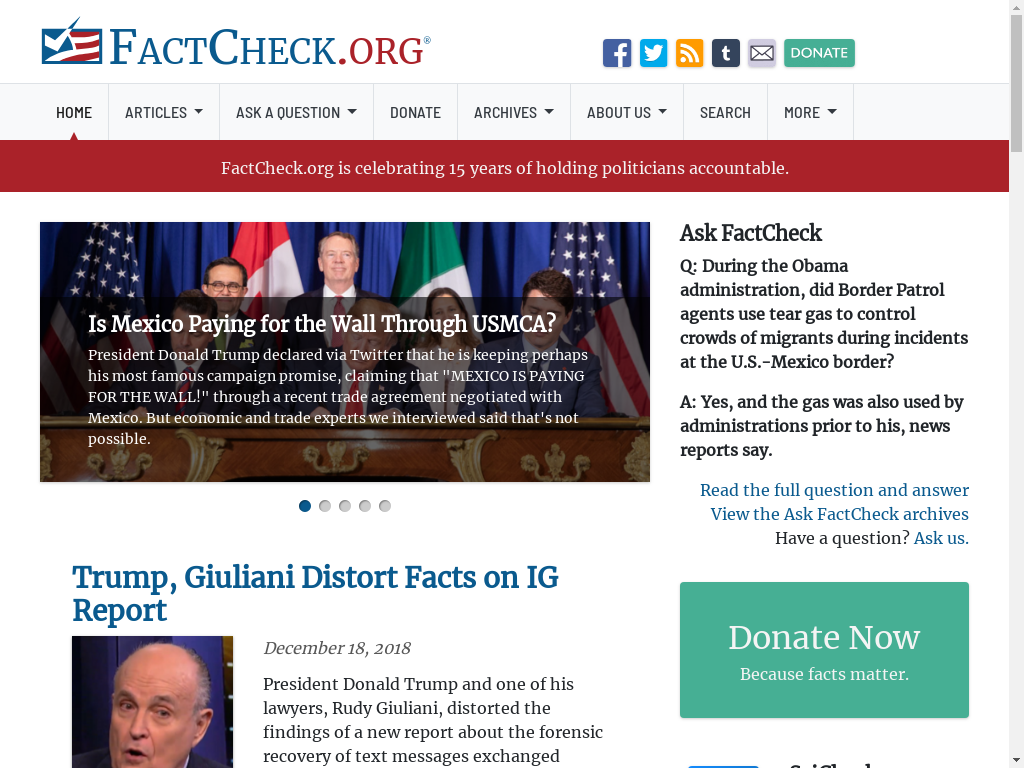 FACTCHECK.ORG®
DONATE
HOME
ARTICLES
ASK A QUESTION
DONATE
ARCHIVES
ABOUT US
SEARCH
MORE
FactCheck.org is celebrating 15 years of holding politicians accountable.
Is Mexico Paying for the Wall Through USMCA?
President Donald Trump declared via Twitter that he is keeping perhaps
his most famous campaign promise, claiming that "MEXICO IS PAYING
FOR THE WALL!" through a recent trade agreement negotiated with
Mexico. But economic and trade experts we interviewed said that's not
possible.
Trump, Giuliani Distort Facts on IG
Report
December 18, 2018
President Donald Trump and one of his
lawyers, Rudy Giuliani, distorted the
findings of a new report about the forensic
recovery of text messages exchanged
Ask FactCheck
Q: During the Obama
administration, did Border Patrol
agents use tear gas to control
crowds of migrants during incidents
at the U.S.-Mexico border?
A: Yes, and the gas was also used by
administrations prior to his, news
reports say.
Read the full question and answer
View the Ask FactCheck archives
Have a question? Ask us.
Donate Now
Because facts matter.